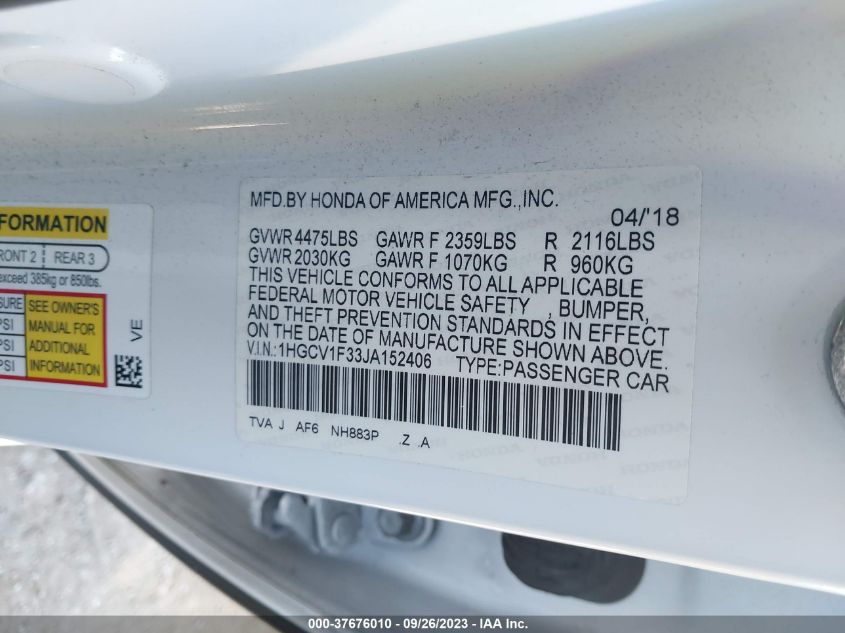 MFD.BY HONDA OF AMERICA MFG.,INC.
04/'18
GVWR 4475LBS GAWR F 2359LBS R 2116LBS
GVWR 2030KG GAWR F 1070KG R 960KG
THIS VEHICLE CONFORMS TO ALL APPLICABLE
FEDERAL MOTOR VEHICLE SAFETY , BUMPER,
AND THEFT PREVENTION STANDARDS IN EFFECT
ON THE DATE OF MANUFACTURE SHOWN ABOVE.
V.I.N.:1HGCV1F33JA152406 TYPE:PASSENGER CAR
TVA J AF6 NH883P .Z .A
FORMATION
FRONT 2 REAR 3
exceed 385kg or 850lbs.
SURE SEE OWNER'S
PSI MANUAL FOR
PSI ADDITIONAL
PSI INFORMATION
VE
000-37676010 - 09/26/2023 - IAA Inc.